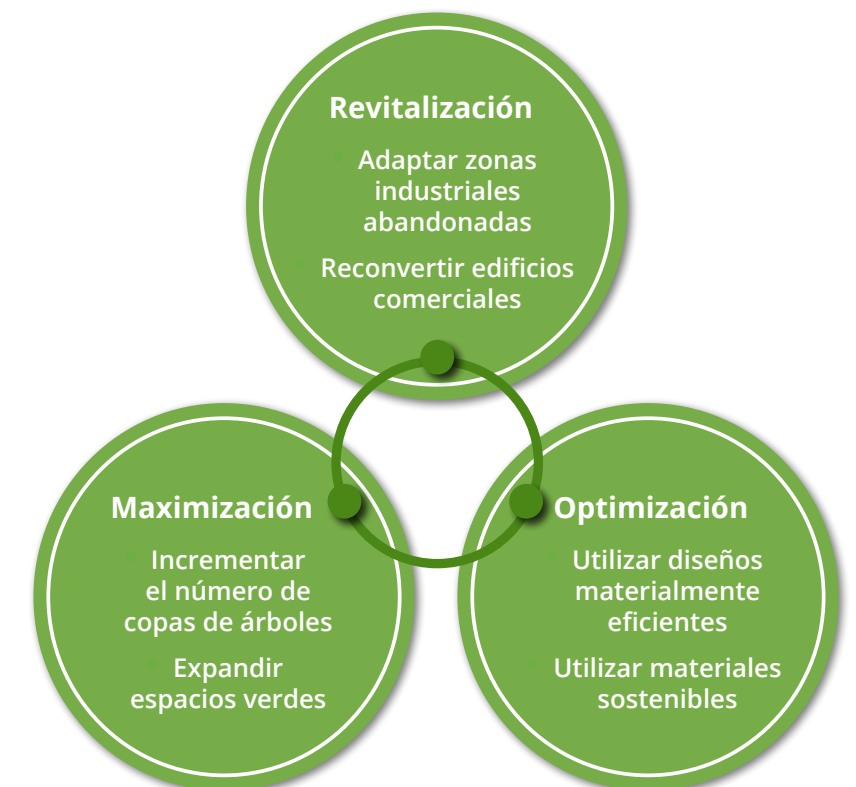 Revitalización
Adaptar zonas
industriales
abandonadas
Reconvertir edificios
comerciales
Maximización
Incrementar
el número de
copas de árboles
Expandir
espacios verdes
Optimización
Utilizar diseños
materialmente
eficientes
Utilizar materiales
sostenibles